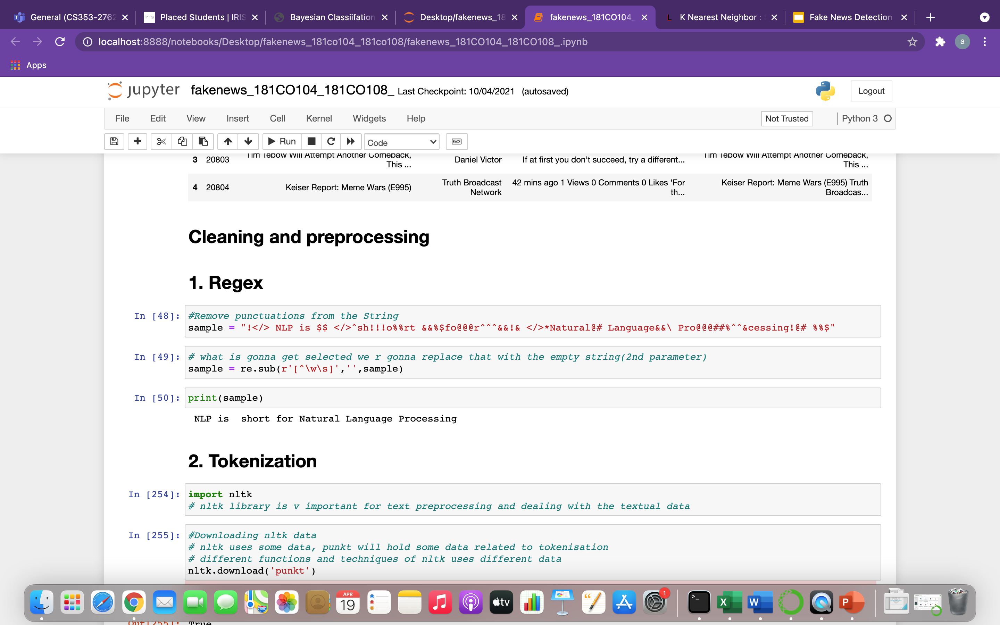 General (CS353-2762
Placed Students | IRIS
Bayesian Classiifation
Desktop/fakenews_18
fakenews_181CO104_
K Nearest Neighbor :
Fake News Detection
localhost:8888/notebooks/Desktop/fakenews_181co104_181co108/fakenews_181CO104_181CO108_.ipynb
a
Apps
jupyter fakenews_181CO104_181CO108_ Last Checkpoint: 10/04/2021 (autosaved)
Logout
File Edit View Insert Cell Kernel Widgets Help
Not Trusted
Python 3
Run
Code
3 20803 Tim Tebow Will Attempt Another Comeback, This ... Daniel Victor If at first you don’t succeed, try a different... Tim Tebow Will Attempt Another Comeback, This ...
4 20804 Keiser Report: Meme Wars (E995) Truth Broadcast Network 42 mins ago 1 Views 0 Comments 0 Likes 'For th... Keiser Report: Meme Wars (E995) Truth Broadcas...
Cleaning and preprocessing
1. Regex
In [48]: #Remove punctuations from the String
sample = "!</> NLP is $$ </>^sh!!!o%%rt &&%$fo@@@r^^^&&!& </>*Natural@# Language&&\ Pro@@@##%^^&cessing!@# %%$"
In [49]: # what is gonna get selected we r gonna replace that with the empty string(2nd parameter)
sample = re.sub(r'[^\w\s]','',sample)
In [50]: print(sample)
NLP is  short for Natural Language Processing
2. Tokenization
In [254]: import nltk
# nltk library is v important for text preprocessing and dealing with the textual data
In [255]: #Downloading nltk data
# nltk uses some data, punkt will hold some data related to tokenisation
# different functions and techniques of nltk uses different data
nltk.download('punkt')
APR
19
280
tv
1
X
W
P
Out[255]: True